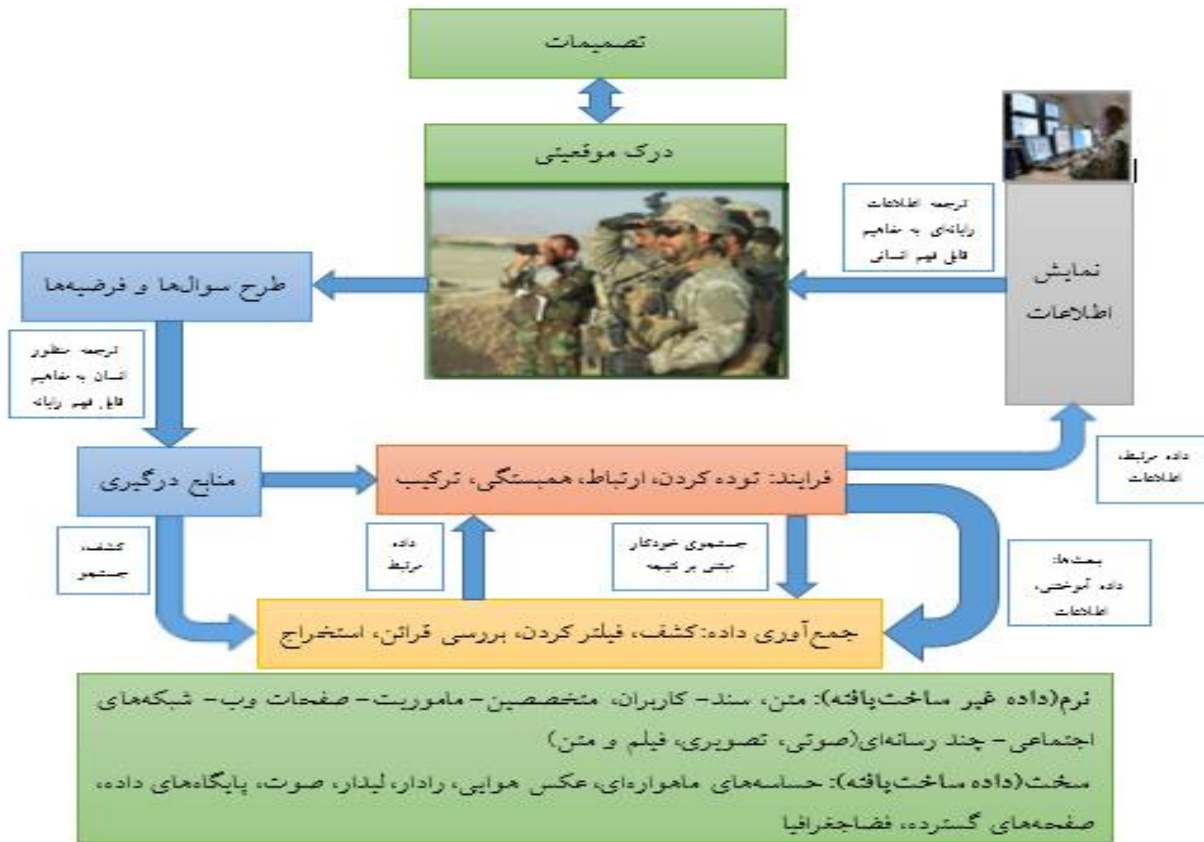 تصمیمات
درک موقعیتی
ترجمه اطلاعات
رایانه‌ای به مفاهیم
قابل فهم انسانی
نمایش
اطلاعات
طرح سوال‌ها و فرضیه‌ها
ترجمه منظور
انسان به مفاهیم
قابل فهم رایانه
منابع درگیری
فرایند: توده کردن، ارتباط، همبستگی، ترکیب
داده مرتبط،
اطلاعات
کشف،
جستجو
داده
مرتبط
جستجوی خودکار
مبتنی بر
داده آموختنی،
اطلاعات
جمع‌آوری داده:کشف، فیلتر کردن، بررسی قرائن، استخراج
نرم(داده غیر ساخت‌یافته): متن، سند- کاربران، متخصصین- ماموریت- صفحات وب- شبکه‌های
اجتماعی- چند رسانه‌ای(صوتی، تصویری، فیلم و متن)
سخت(داده ساخت‌یافته): حساسه‌های ماهواره‌ای، عکس هوایی، رادار، لیدار، صوت، پایگاه‌های داده،
صفحه‌های گسترده، فضاجغرافیا